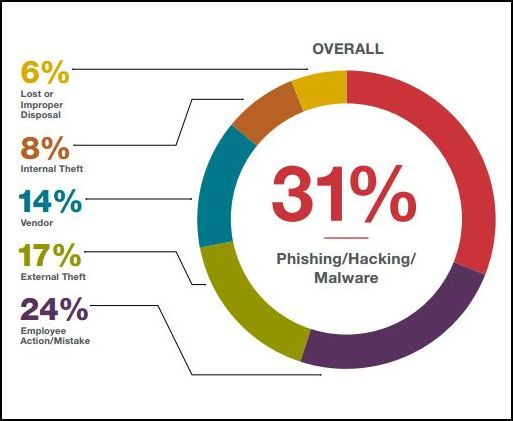 OVERALL
6%
Lost or
Improper
Disposal
8%
Internal Theft
14%
Vendor
17%
External Theft
24%
Employee
Action/Mistake
31%
Phishing/Hacking/
Malware